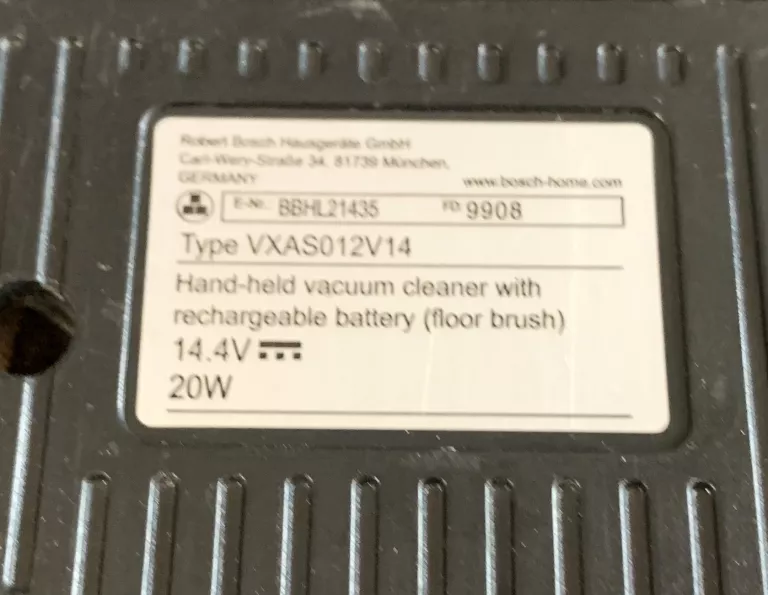 Robert Bosch Hausgeräte GmbH
Carl-Wery-Straße 34, 81739 München,
GERMANY
www.bosch-home.com
E-Nr.: BBHL21435 FD 9908
Type VXAS012V14
Hand-held vacuum cleaner with
rechargeable battery (floor brush)
14.4V
20W